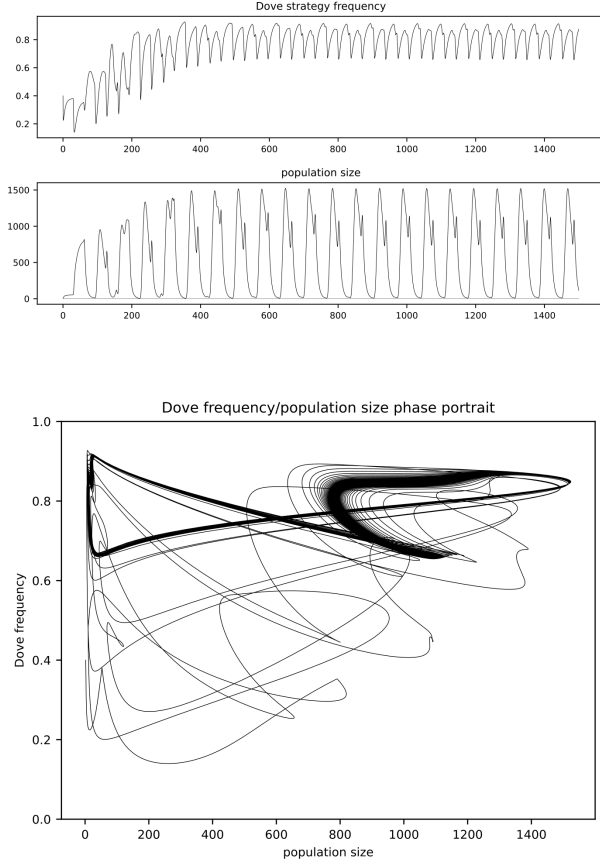 Dove strategy frequency
0.8
0.6
0.4
0.2
0 200 400 600 800 1000 1200 1400
population size
1500
1000
500
0
0 200 400 600 800 1000 1200 1400
Dove frequency/population size phase portrait
1.0
0.8
0.6
0.4
0.2
0.0
Dove frequency
0 200 400 600 800 1000 1200 1400
population size